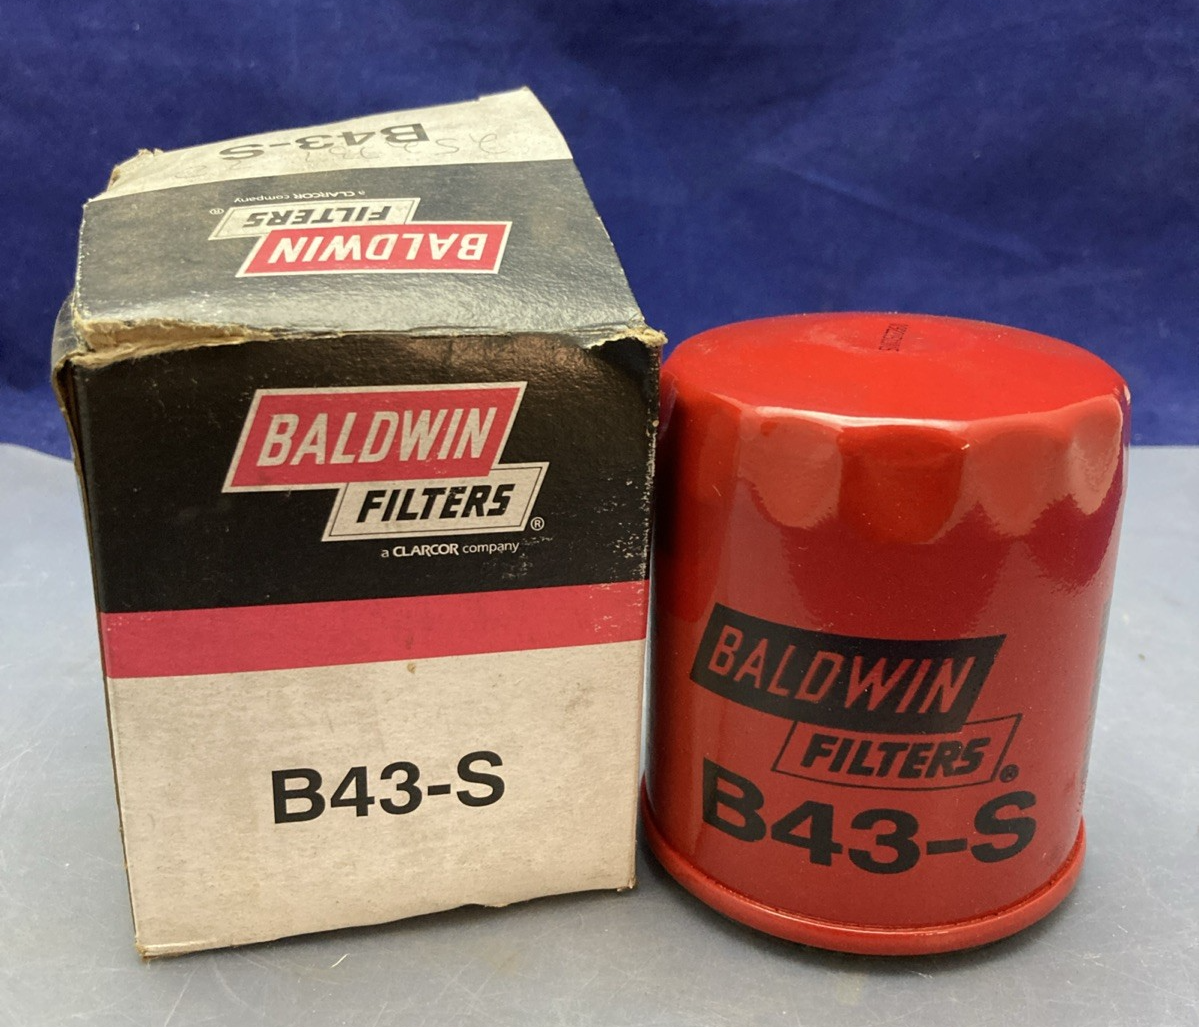 B43-S
a CLARCOR company
FILTERS ®
BALDWIN
BALDWIN
FILTERS ®
a CLARCOR company
B43-S
BALDWIN
FILTERS ®
B43-S